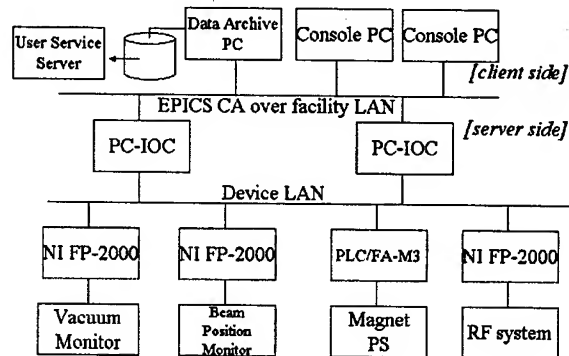 User Service
Server
Data Archive
PC
Console PC
Console PC
[client side]
EPICS CA over facility LAN
[server side]
PC-IOC
PC-IOC
Device LAN
NI FP-2000
NI FP-2000
PLC/FA-M3
NI FP-2000
Vacuum
Monitor
Beam
Position
Monitor
Magnet
PS
RF system